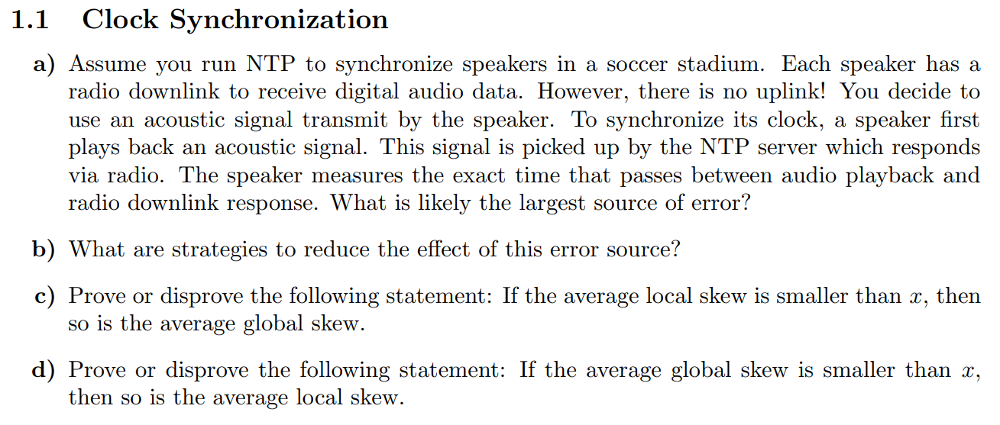 1.1 Clock Synchronization
a) Assume you run NTP to synchronize speakers in a soccer stadium. Each speaker has a
radio downlink to receive digital audio data. However, there is no uplink! You decide to
use an acoustic signal transmit by the speaker. To synchronize its clock, a speaker first
plays back an acoustic signal. This signal is picked up by the NTP server which responds
via radio. The speaker measures the exact time that passes between audio playback and
radio downlink response. What is likely the largest source of error?
b) What are strategies to reduce the effect of this error source?
c) Prove or disprove the following statement: If the average local skew is smaller than x, then
so is the average global skew.
d) Prove or disprove the following statement: If the average global skew is smaller than x,
then so is the average local skew.